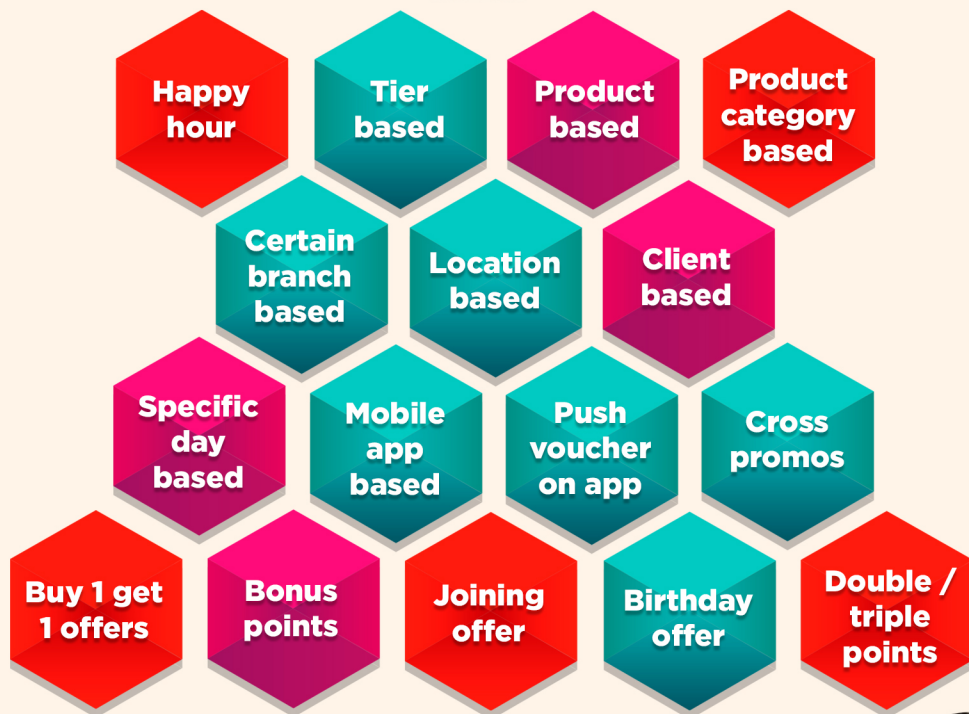 Happy
hour
Tier
based
Product
based
Product
category
based
Certain
branch
based
Location
based
Client
based
Specific
day
based
Mobile
app
based
Push
voucher
on app
Cross
promos
Buy 1 get
1 offers
Bonus
points
Joining
offer
Birthday
offer
Double /
triple
points